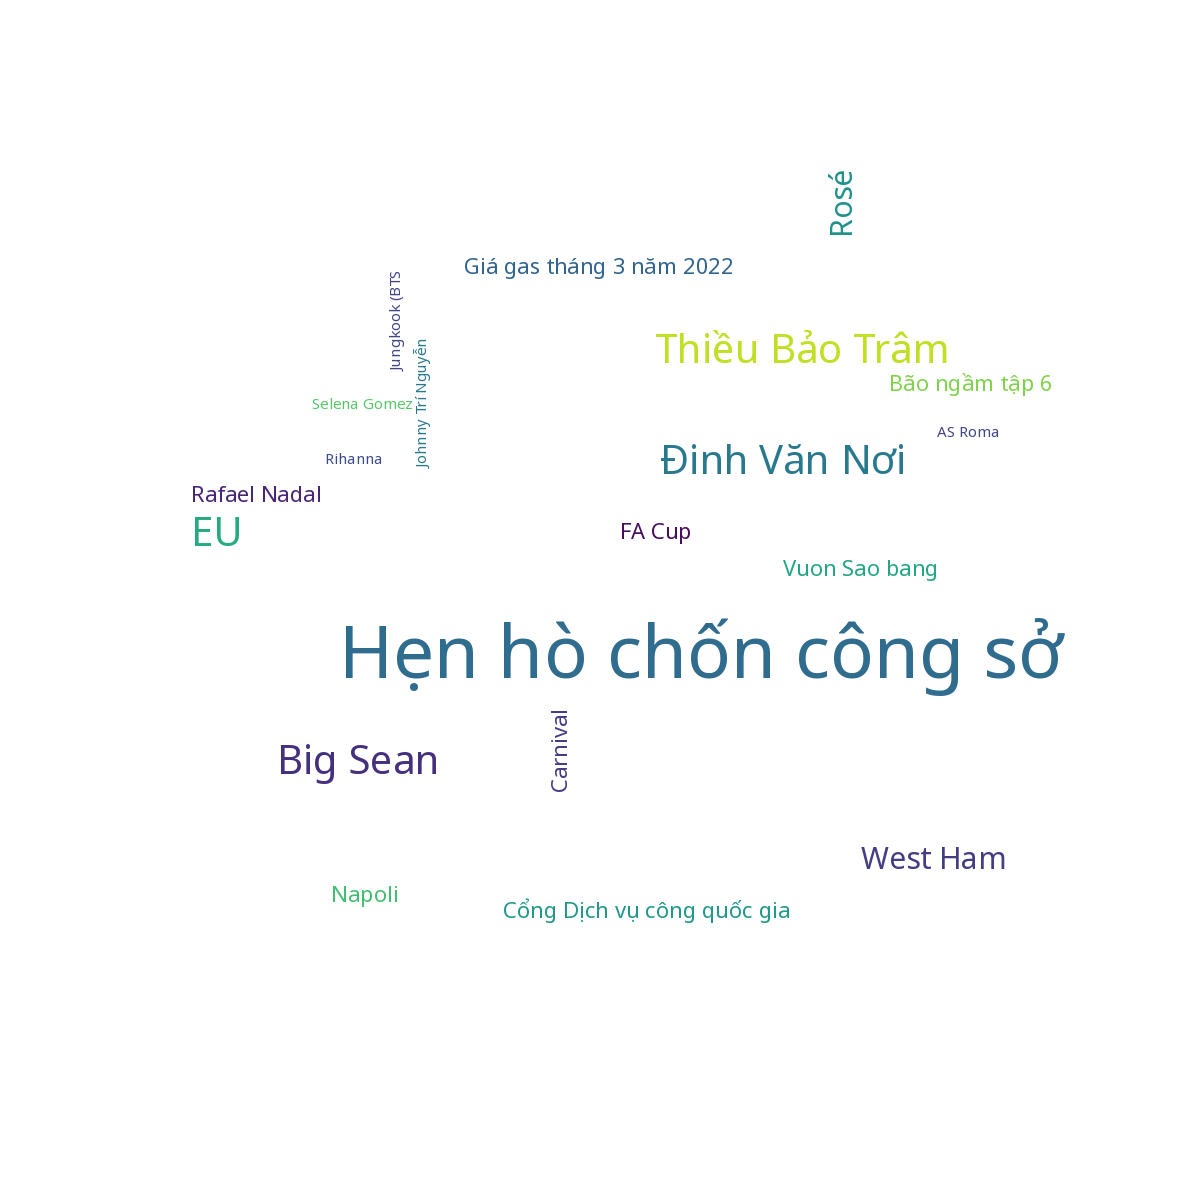 Rosé
Giá gas tháng 3 năm 2022
Jungkook (BTS
Thiều Bảo Trâm
Johnny Trí Nguyễn
Bão ngầm tập 6
Selena Gomez
AS Roma
Rihanna
Đinh Văn Nơi
Rafael Nadal
EU
FA Cup
Vuon Sao bang
Hẹn hò chốn công sở
Carnival
Big Sean
West Ham
Napoli
Cổng Dịch vụ công quốc gia